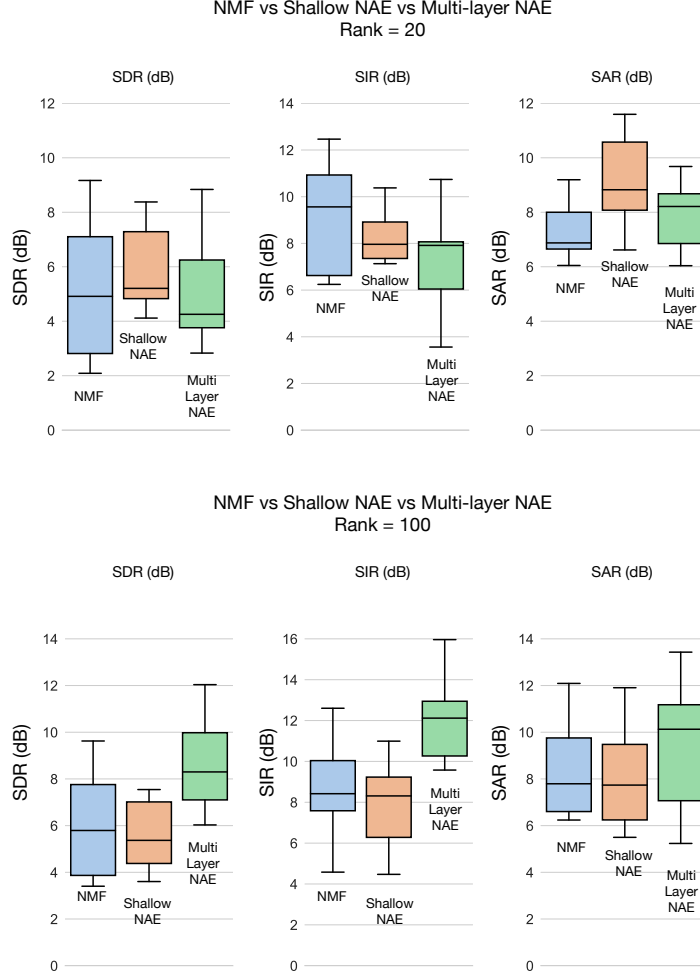 NMF vs Shallow NAE vs Multi-layer NAE
Rank = 20
SDR (dB)
SIR (dB)
SAR (dB)
SDR (dB)
12
10
8
6
4
2
0
NMF
Shallow
NAE
Multi
Layer
NAE
SIR (dB)
14
12
10
8
6
4
2
0
NMF
Shallow
NAE
Multi
Layer
NAE
SAR (dB)
12
10
8
6
4
2
0
NMF
Shallow
NAE
Multi
Layer
NAE
NMF vs Shallow NAE vs Multi-layer NAE
Rank = 100
SDR (dB)
SIR (dB)
SAR (dB)
SDR (dB)
14
12
10
8
6
4
2
0
NMF
Shallow
NAE
Multi
Layer
NAE
SIR (dB)
16
14
12
10
8
6
4
2
0
NMF
Shallow
NAE
Multi
Layer
NAE
SAR (dB)
14
12
10
8
6
4
2
0
NMF
Shallow
NAE
Multi
Layer
NAE